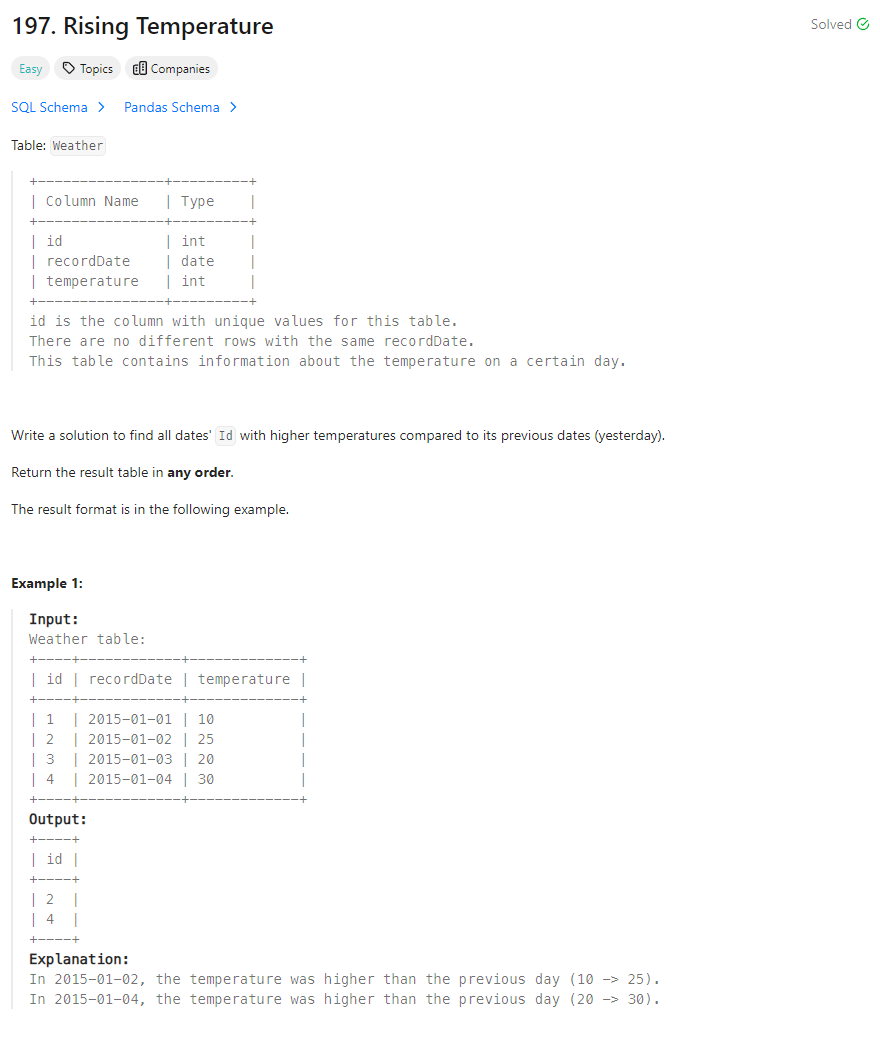 197. Rising Temperature
Solved
Easy
Topics
Companies
SQL Schema >
Pandas Schema >
Table: Weather
+---------------+---------+
| Column Name   | Type    |
+---------------+---------+
| id            | int     |
| recordDate    | date    |
| temperature   | int     |
+---------------+---------+
id is the column with unique values for this table.
There are no different rows with the same recordDate.
This table contains information about the temperature on a certain day.
Write a solution to find all dates' Id with higher temperatures compared to its previous dates (yesterday).
Return the result table in any order.
The result format is in the following example.
Example 1:
Input:
Weather table:
+----+------------+-------------+
| id | recordDate | temperature |
+----+------------+-------------+
| 1  | 2015-01-01 | 10          |
| 2  | 2015-01-02 | 25          |
| 3  | 2015-01-03 | 20          |
| 4  | 2015-01-04 | 30          |
+----+------------+-------------+
Output:
+----+
| id |
+----+
| 2  |
| 4  |
+----+
Explanation:
In 2015-01-02, the temperature was higher than the previous day (10 -> 25).
In 2015-01-04, the temperature was higher than the previous day (20 -> 30).